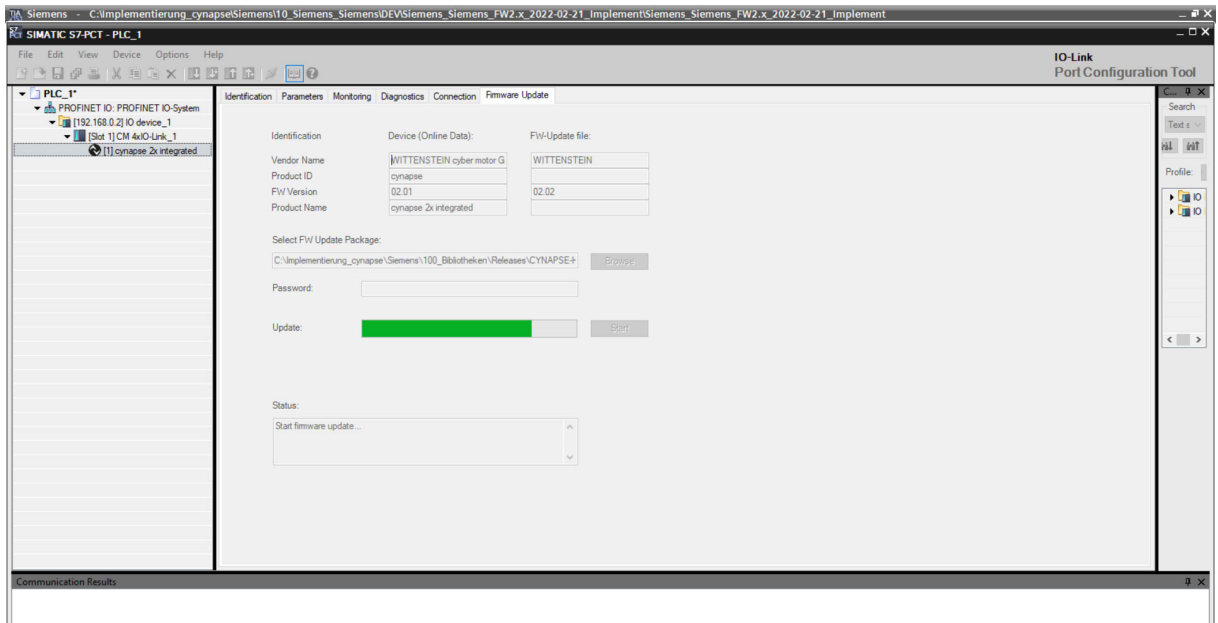 Siemens - C:\Implementierung_cynapse\Siemens\10_Siemens_Siemens\DEV\Siemens_Siemens_FW2.x_2022-02-21_Implement\Siemens_Siemens_FW2.x_2022-02-21_Implement
SIMATIC S7-PCT - PLC_1
File Edit View Device Options Help
IO-Link
Port Configuration Tool
PLC_1*
PROFINET IO: PROFINET IO-System
[192.168.0.2] IO device_1
[Slot 1] CM 4xIO-Link_1
[1] cynapse 2x integrated
Identification Parameters Monitoring Diagnostics Connection Firmware Update
Identification Device (Online Data): FW-Update file:
Vendor Name WITTENSTEIN cyber motor G WITTENSTEIN
Product ID cynapse
FW Version 02.01 02.02
Product Name cynapse 2x integrated
Select FW Update Package:
C:\Implementierung_cynapse\Siemens\100_Bibliotheken\Releases\CYNAPSE-I Browse
Password:
Update: Start
Status:
Start firmware update...
C...
Search
Text s
Profile:
IO
IO
Communication Results